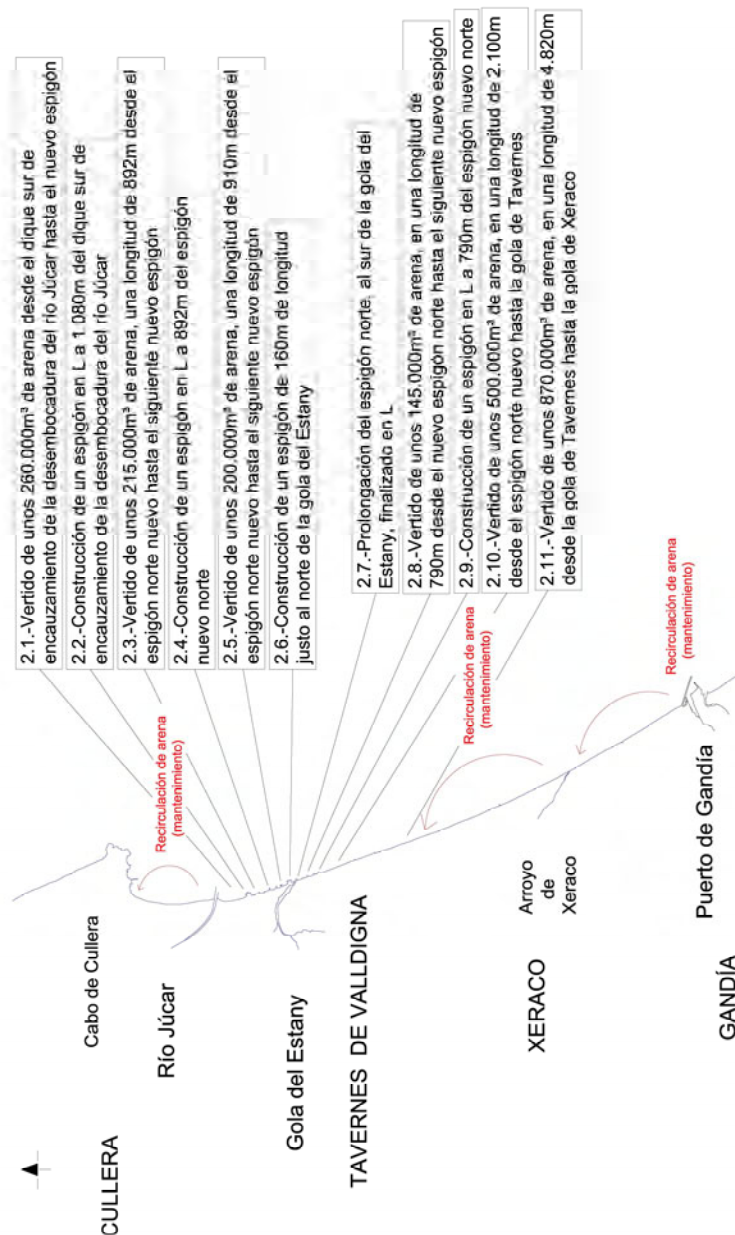 2.1.-Vertido de unos 260.000m³ de arena desde el dique sur de
encauzamiento de la desembocadura del río Júcar hasta el nuevo espigón
2.2.-Construcción de un espigón en L a 1.080m del dique sur de
encauzamiento de la desembocadura del río Júcar
2.3.-Vertido de unos 215.000m³ de arena, una longitud de 892m desde el
espigón norte nuevo hasta el siguiente nuevo espigón
2.4.-Construcción de un espigón en L a 892m del espigón
nuevo norte
2.5.-Vertido de unos 200.000m³ de arena, una longitud de 910m desde el
espigón norte nuevo hasta el siguiente nuevo espigón
2.6.-Construcción de un espigón de 160m de longitud
justo al norte de la gola del Estany
2.7.-Prolongación del espigón norte, al sur de la gola del
Estany, finalizado en L
2.8.-Vertido de unos 145.000m³ de arena, en una longitud de
790m desde el nuevo espigón norte hasta el siguiente nuevo espigón
2.9.-Construcción de un espigón en L a 790m del espigón nuevo norte
2.10.-Vertido de unos 500.000m³ de arena, en una longitud de 2.100m
desde el espigón norte nuevo hasta la gola de Tavernes
2.11.-Vertido de unos 870.000m³ de arena, en una longitud de 4.820m
desde la gola de Tavernes hasta la gola de Xeraco
Recirculación de arena
(mantenimiento)
Recirculación de arena
(mantenimiento)
Recirculación de arena
(mantenimiento)
Cabo de Cullera
Río Júcar
Gola del Estany
Arroyo
de
Xeraco
Puerto de Gandía
CULLERA
TAVERNES DE VALLDIGNA
XERACO
GANDÍA